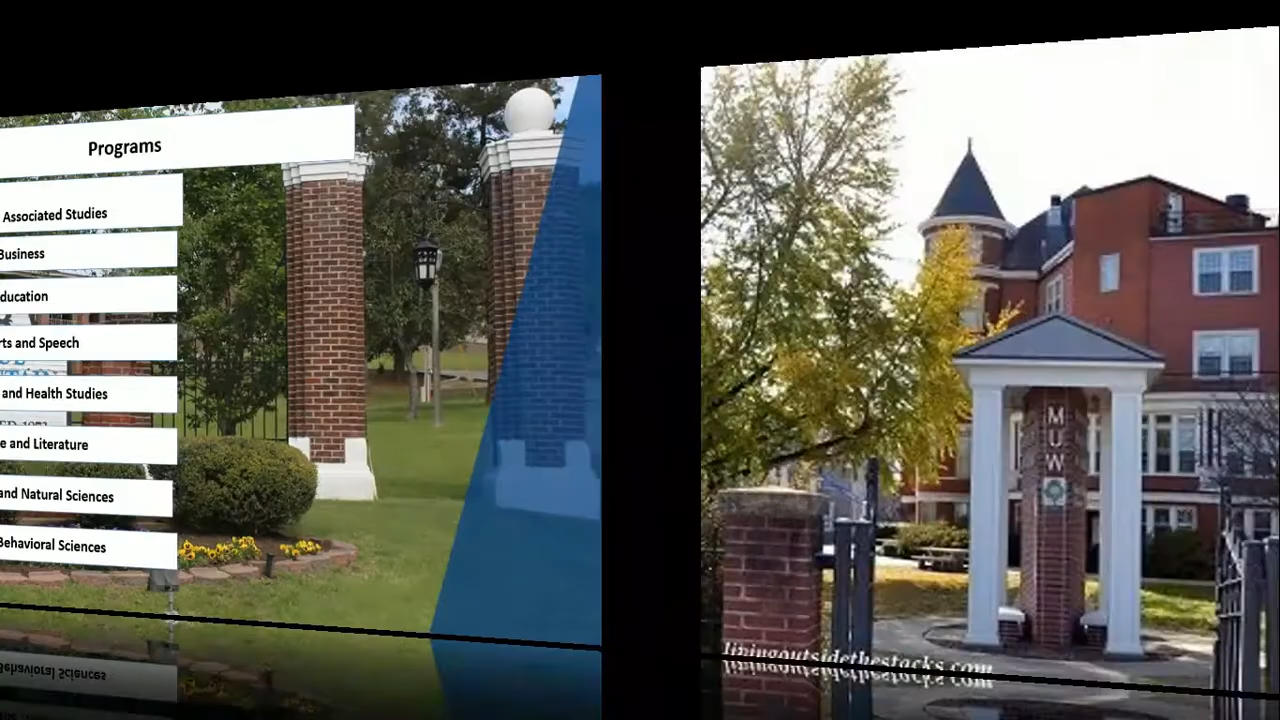 Programs
Associated Studies
Business
ducation
rts and Speech
and Health Studies
e and Literature
and Natural Sciences
Behavioral Sciences
MUW
livingoutsidethestacks.com